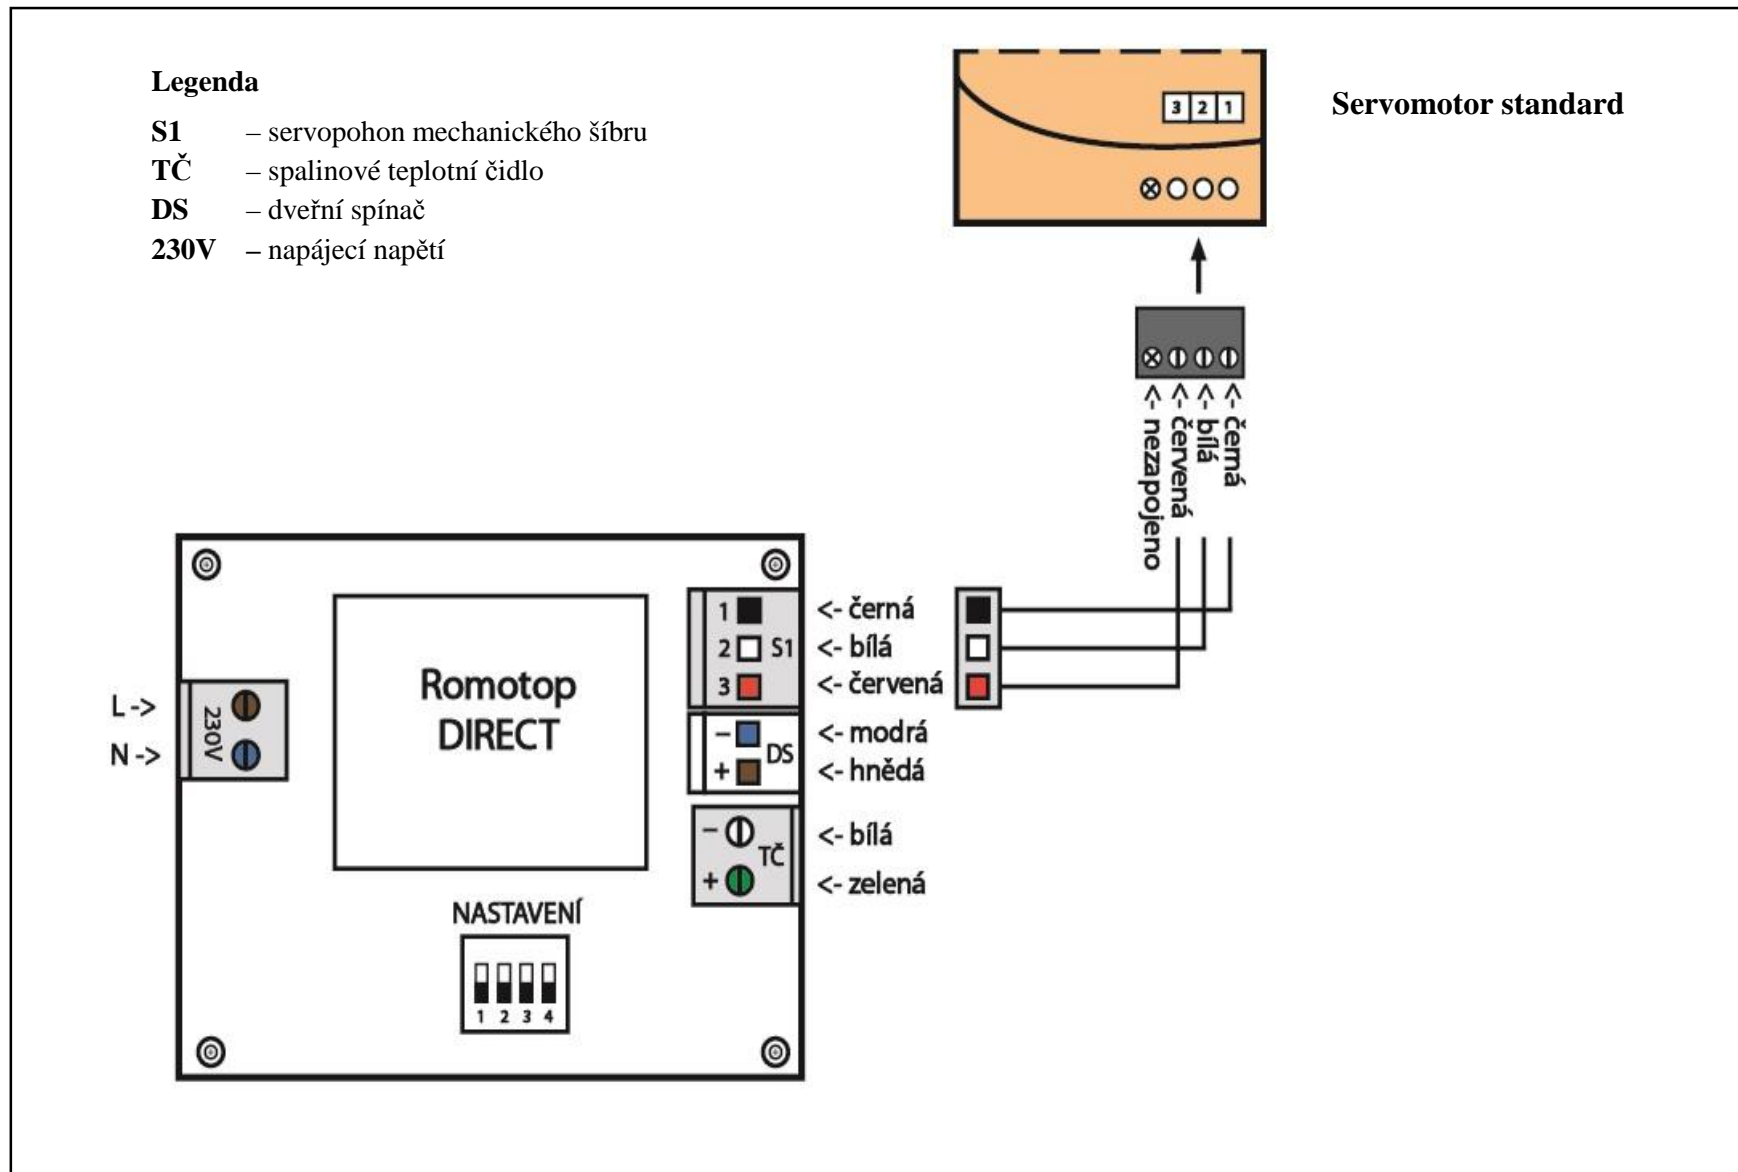 Legenda
S1 – servopohon mechanického šíbru
TČ – spalinové teplotní čidlo
DS – dveřní spínač
230V – napájecí napětí
Servomotor standard
3 2 1
<- nezapojeno
<- červená
<- bílá
<- černá
L ->
N ->
230V
Romotop
DIRECT
1 <- černá
2 S1 <- bílá
3 <- červená
– <- modrá
DS
+ <- hnědá
– <- bílá
TČ
+ <- zelená
NASTAVENÍ
1 2 3 4